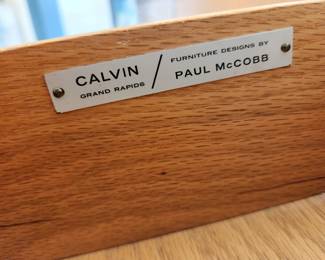 CALVIN
GRAND RAPIDS
/
FURNITURE DESIGNS BY
PAUL McCOBB